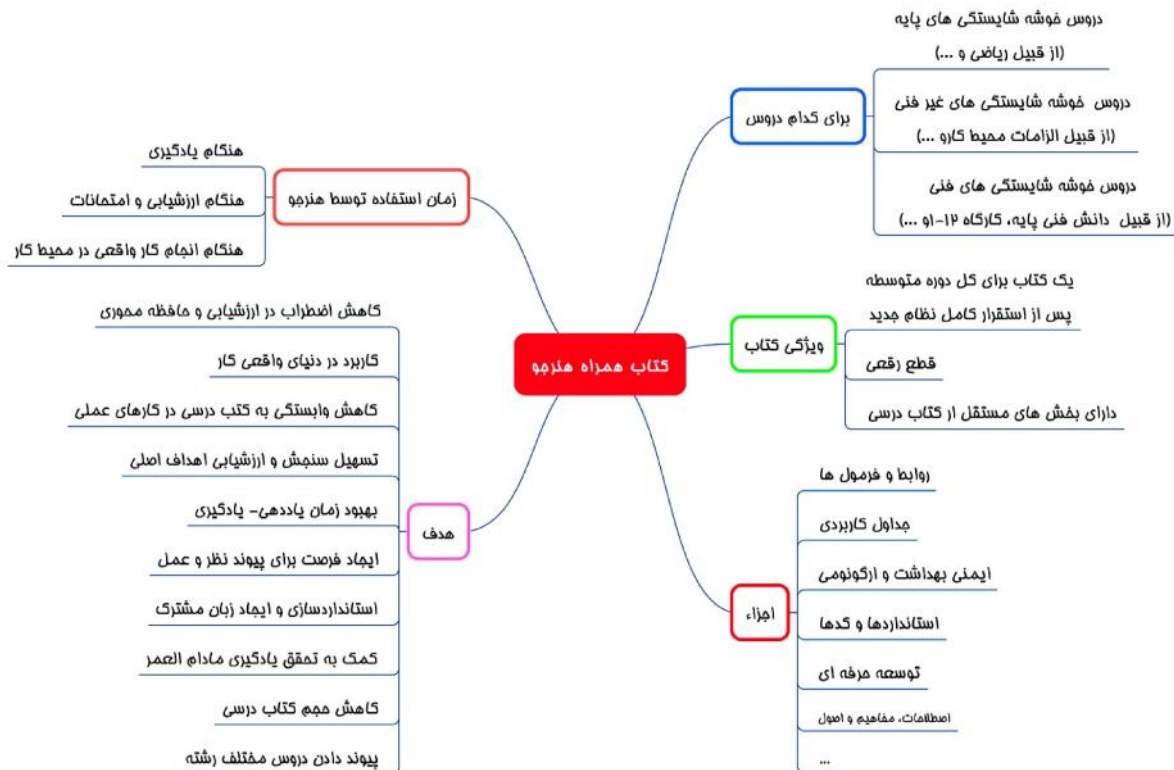 کتاب همراه هنرجو
برای کدام دروس
دروس خوشه شایستگی های پایه
(از قبیل ریاضی و ...)
دروس خوشه شایستگی های غیر فنی
(از قبیل الزامات محیط کارو ...)
دروس خوشه شایستگی های فنی
(از قبیل دانش فنی پایه، کارگاه ۱۲-۱و ...)
ویژگی کتاب
یک کتاب برای کل دوره متوسطه
پس از استقرار کامل نظام جدید
قطع رقعی
دارای بخش های مستقل ار کتاب درسی
اجزاء
روابط و فرمول ها
جداول کاربردی
ایمنی بهداشت و ارگونومی
استانداردها و کدها
توسعه حرفه ای
اصطلاحات، مفاهیم و اصول
...
زمان استفاده توسط هنرجو
هنگام یادگیری
هنگام ارزشیابی و امتحانات
هنگام انجام کار واقعی در محیط کار
هدف
کاهش اضطراب در ارزشیابی و حافظه محوری
کاربرد در دنیای واقعی کار
کاهش وابستگی به کتب درسی در کارهای عملی
تسهیل سنجش و ارزشیابی اهداف اصلی
بهبود زمان یاددهی- یادگیری
ایجاد فرصت برای پیوند نظر و عمل
استانداردسازی و ایجاد زبان مشترک
کمک به تحقق یادگیری مادام العمر
کاهش حجم کتاب درسی
پیوند دادن دروس مختلف رشته